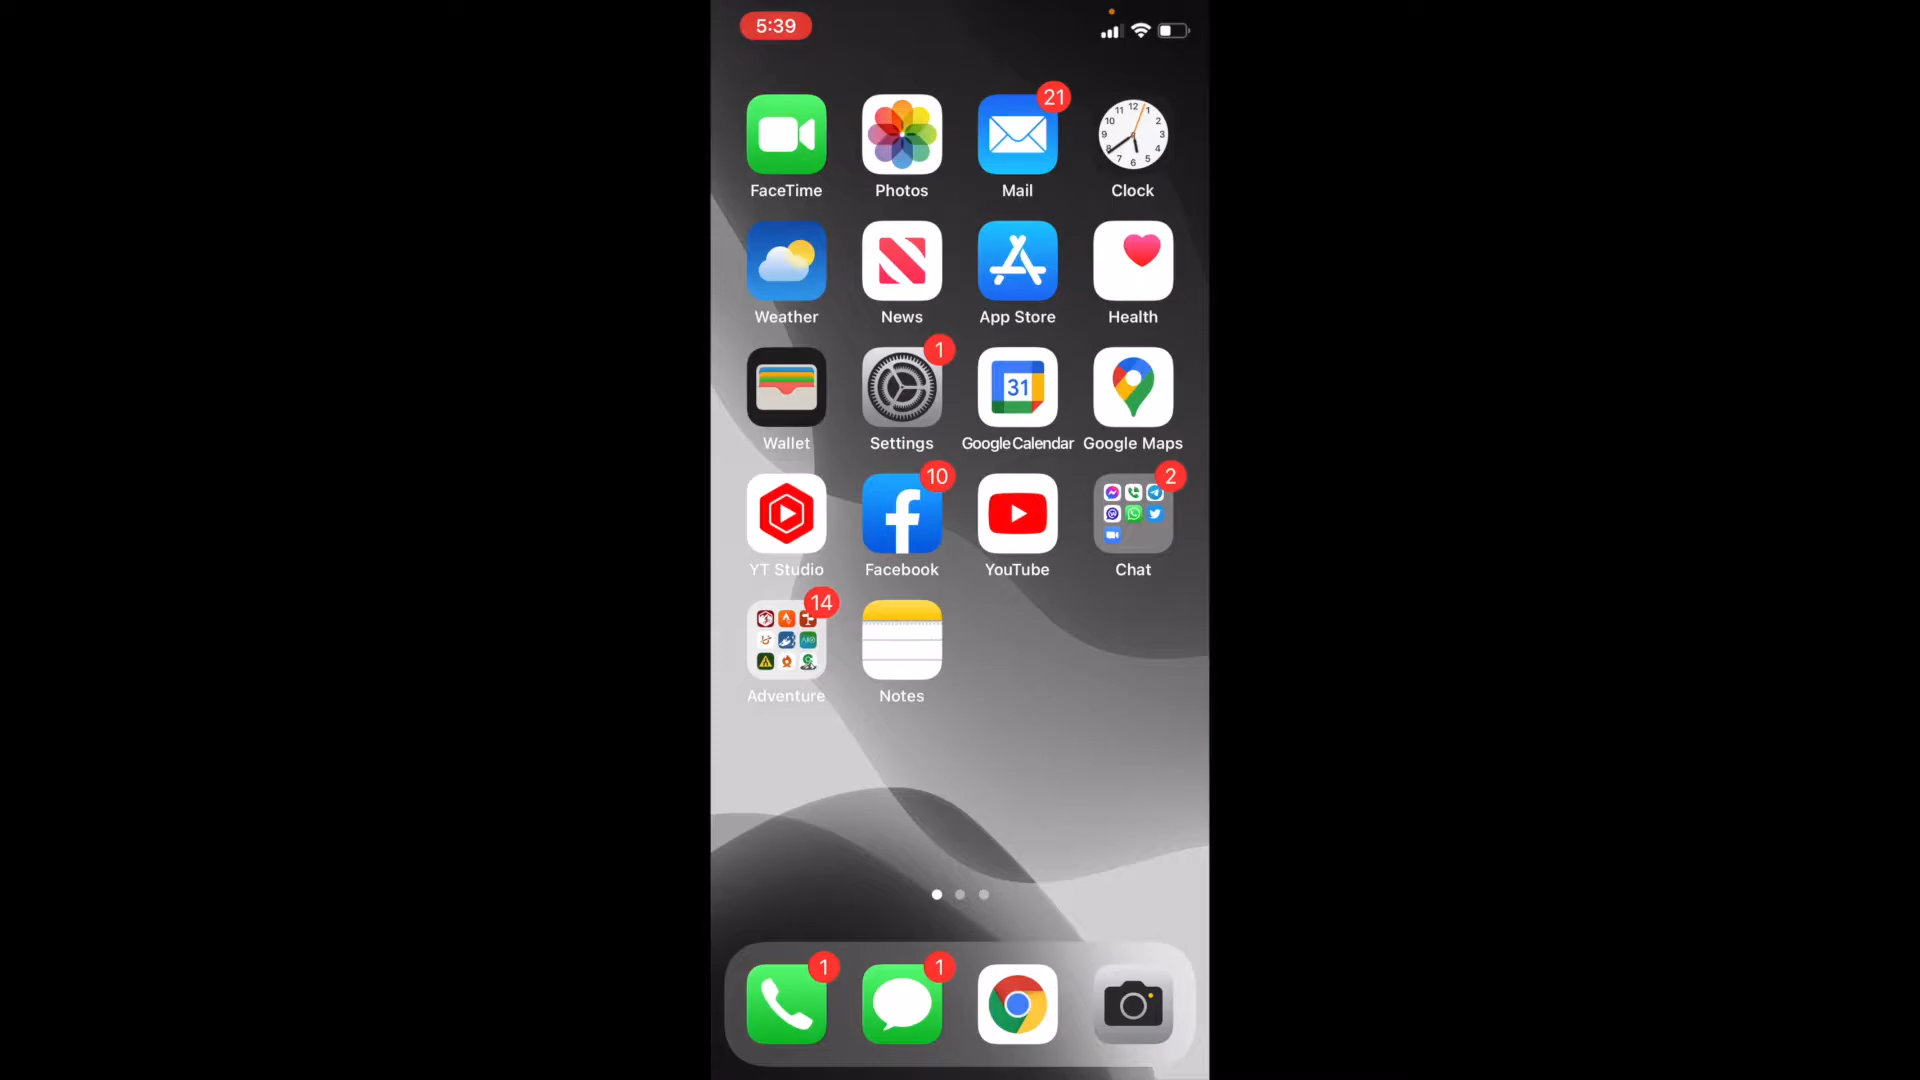 5:39
21
FaceTime Photos Mail Clock
Weather News App Store Health
1
31
Wallet Settings Google Calendar Google Maps
10 2
YT Studio Facebook YouTube Chat
14
Adventure Notes
1 1